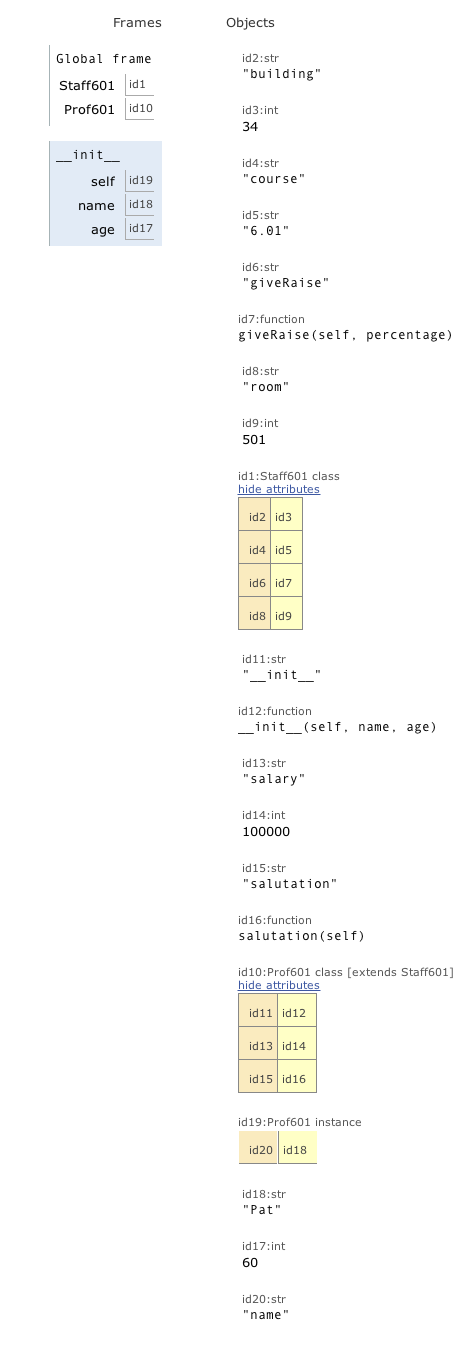 Frames Objects
Global frame
Staff601 id1
Prof601 id10
__init__
self id19
name id18
age id17
id2:str
"building"
id3:int
34
id4:str
"course"
id5:str
"6.01"
id6:str
"giveRaise"
id7:function
giveRaise(self, percentage)
id8:str
"room"
id9:int
501
id1:Staff601 class
hide attributes
id2 id3
id4 id5
id6 id7
id8 id9
id11:str
"__init__"
id12:function
__init__(self, name, age)
id13:str
"salary"
id14:int
100000
id15:str
"salutation"
id16:function
salutation(self)
id10:Prof601 class [extends Staff601]
hide attributes
id11 id12
id13 id14
id15 id16
id19:Prof601 instance
id20 id18
id18:str
"Pat"
id17:int
60
id20:str
"name"